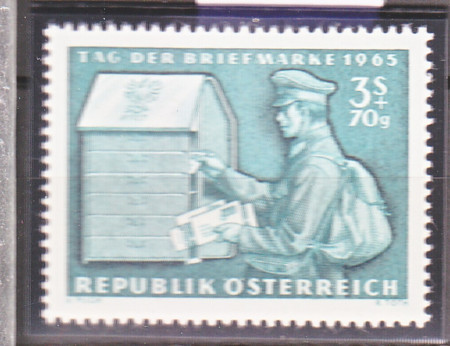 TAG DER BRIEFMARKE 1965
3S+
70g
REPUBLIK ÖSTERREICH